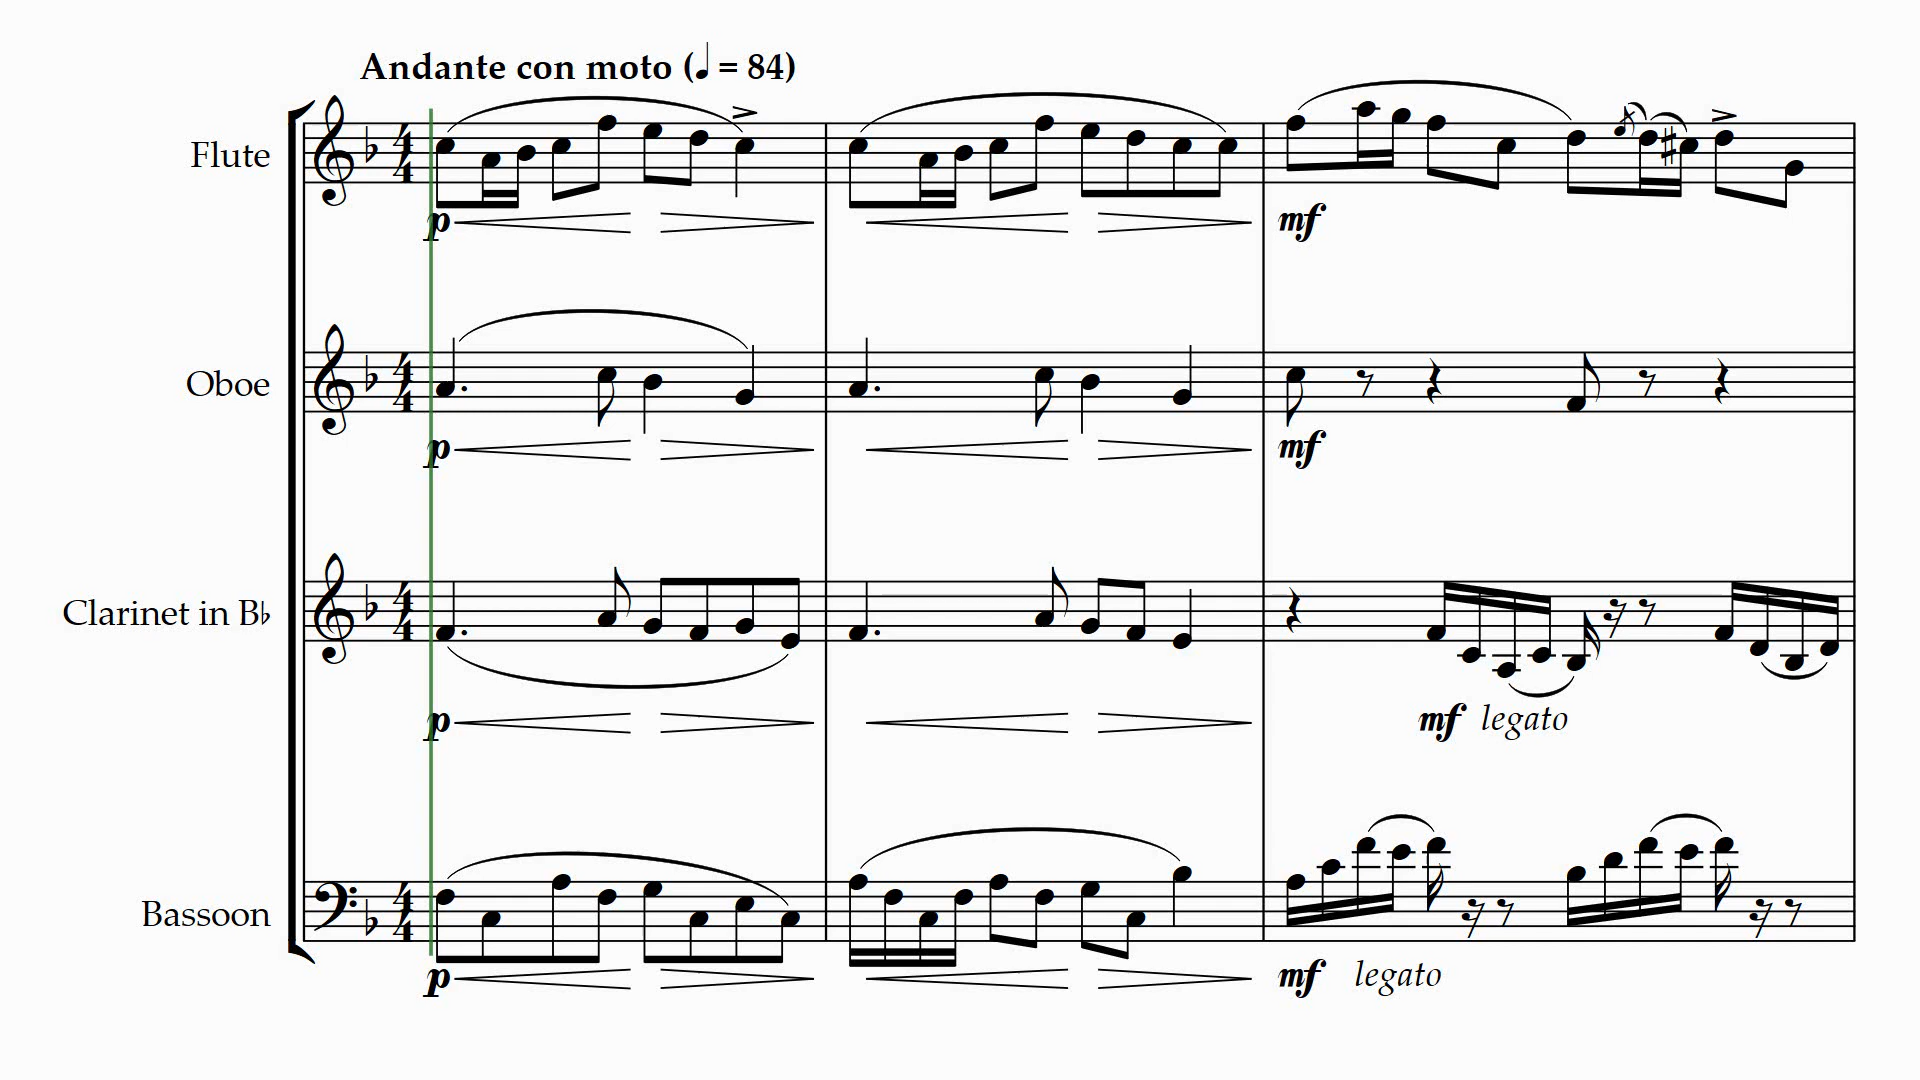 Andante con moto (♩ = 84)
Flute
p
mf
Oboe
p
mf
Clarinet in B♭
p
mf legato
Bassoon
p
mf legato